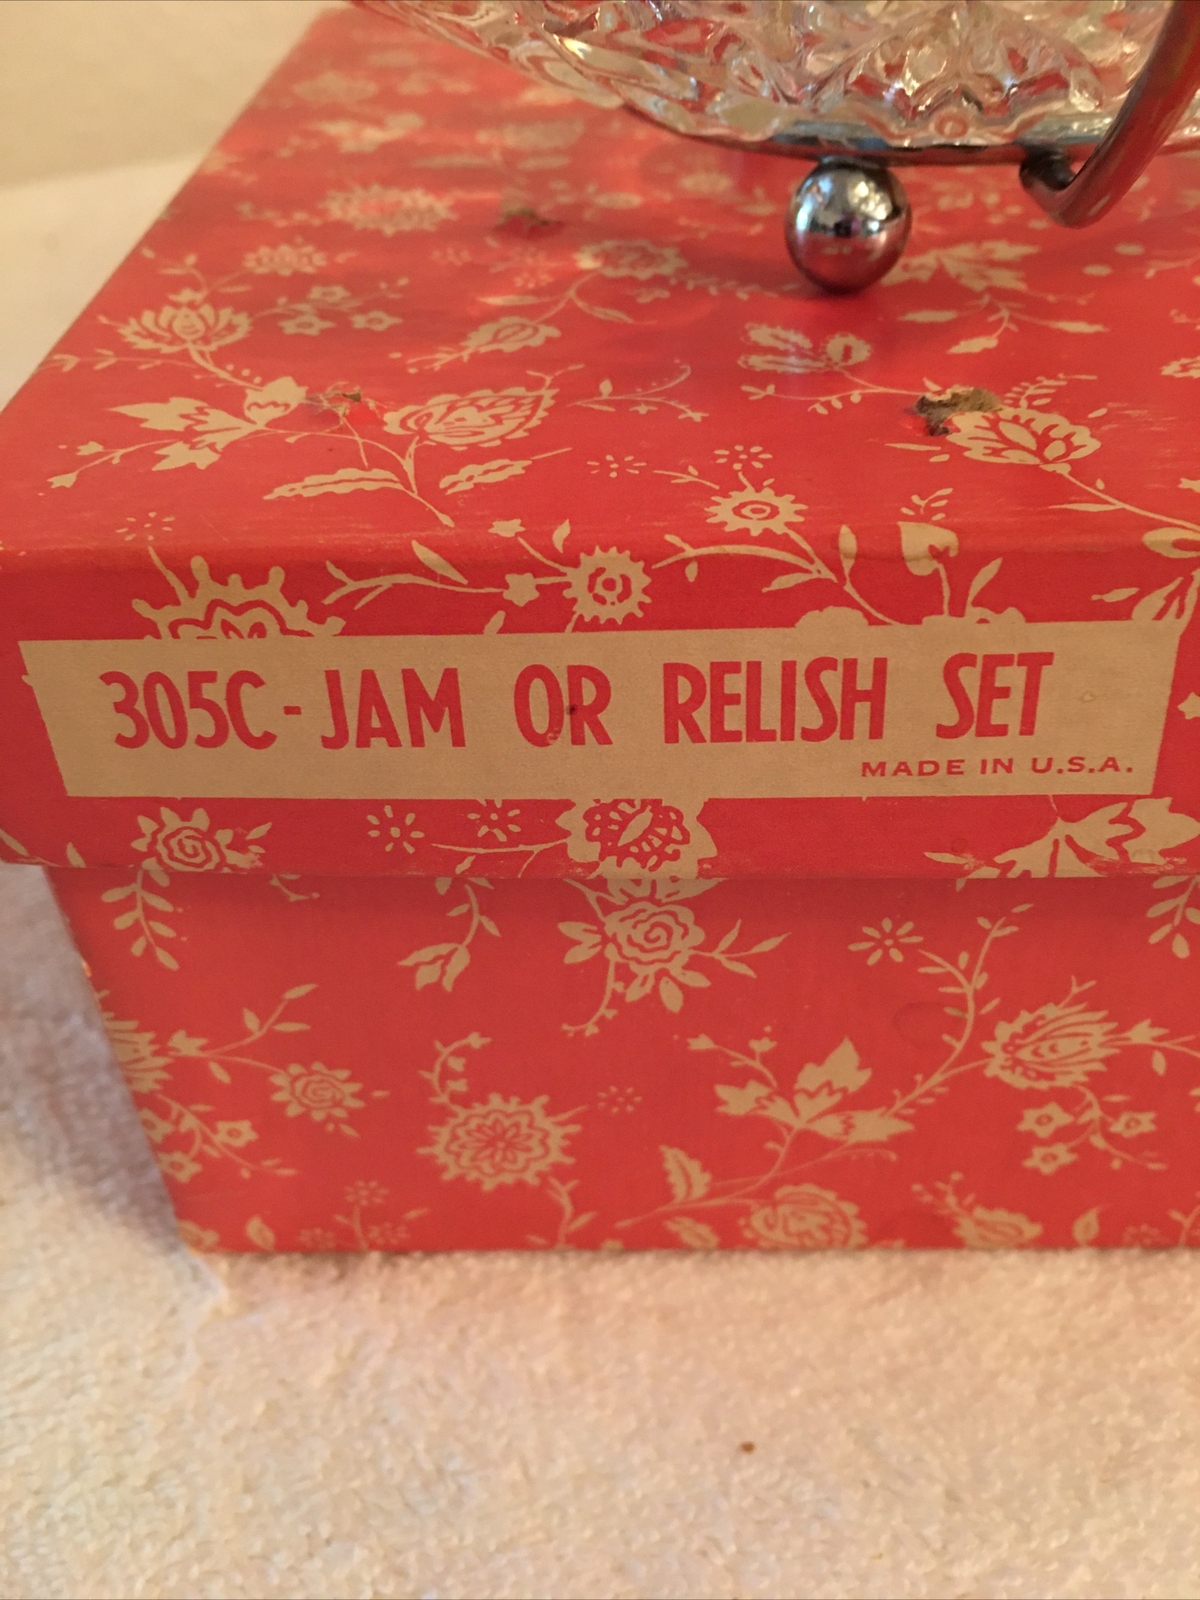 305C-JAM OR RELISH SET
MADE IN U.S.A.